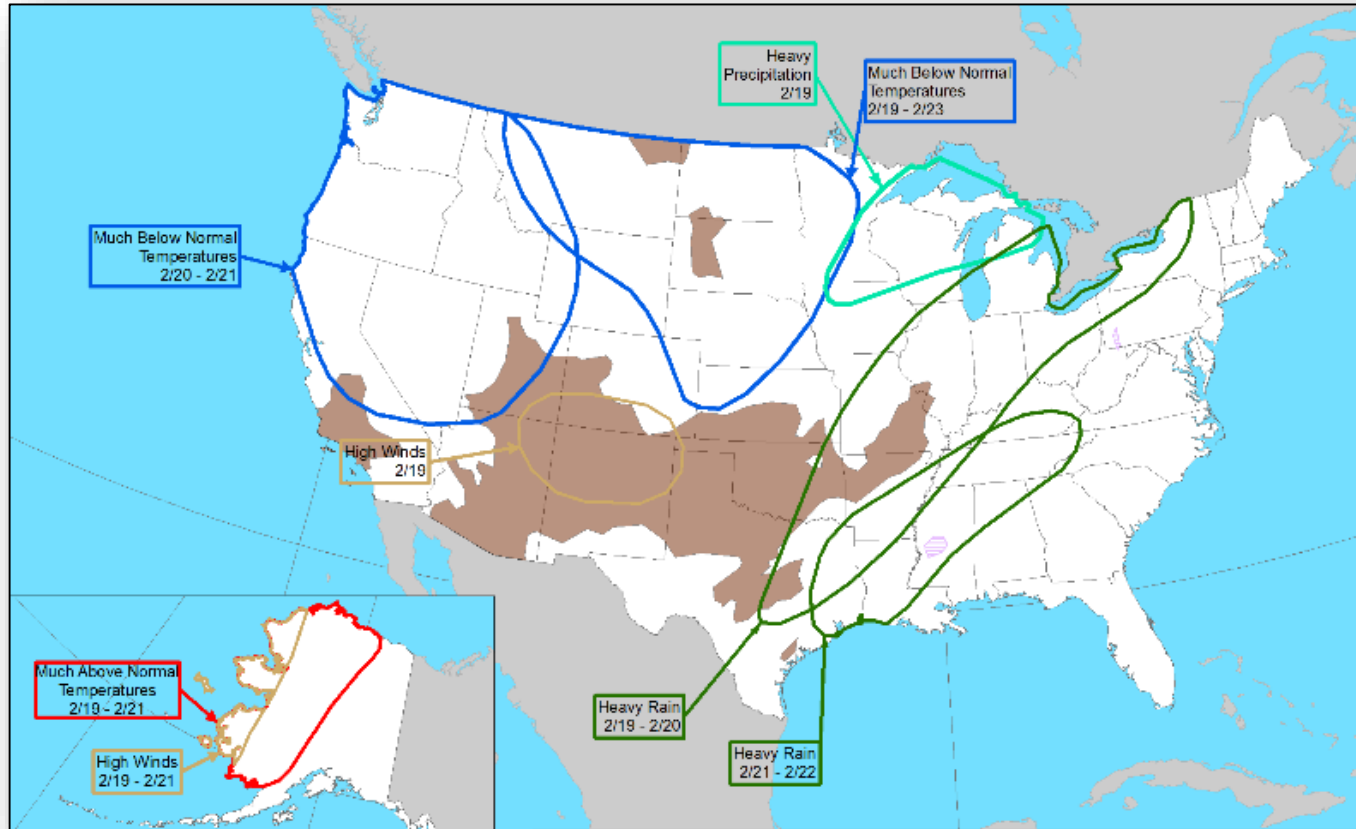 Heavy
Precipitation
2/19
Much Below Normal
Temperatures
2/19 - 2/23
Much Below Normal
Temperatures
2/20 - 2/21
High Winds
2/19
Much Above Normal
Temperatures
2/19 - 2/21
High Winds
2/19 - 2/21
Heavy Rain
2/19 - 2/20
Heavy Rain
2/21 - 2/22